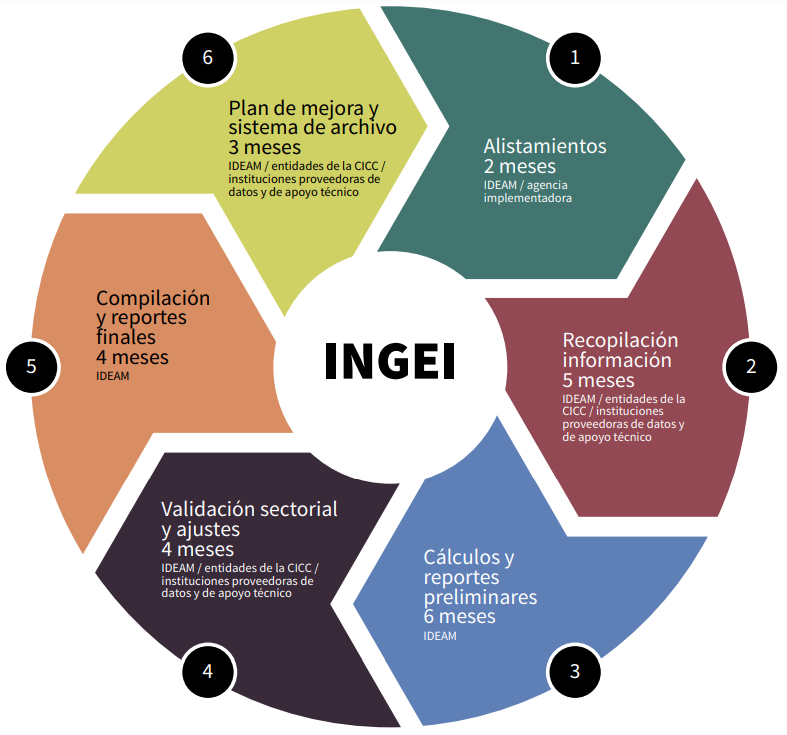 INGEI
1
Alistamientos
2 meses
IDEAM / agencia
implementadora
2
Recopilación
información
5 meses
IDEAM / entidades de la
CICC / instituciones
proveedoras de datos y
de apoyo técnico
3
Cálculos y
reportes
preliminares
6 meses
IDEAM
4
Validación sectorial
y ajustes
4 meses
IDEAM / entidades de la CICC /
instituciones proveedoras de
datos y de apoyo técnico
5
Compilación
y reportes
finales
4 meses
IDEAM
6
Plan de mejora y
sistema de archivo
3 meses
IDEAM / entidades de la CICC /
instituciones proveedoras de
datos y de apoyo técnico